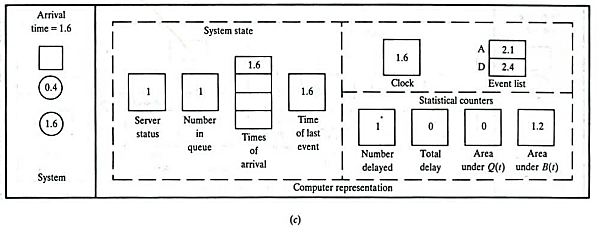 Arrival
time = 1.6
0.4
1.6
System
System state
1
Server
status
1
Number
in
queue
1.6
Times
of
arrival
1.6
Time
of last
event
1.6
Clock
A 2.1
D 2.4
Event list
Statistical counters
1
Number
delayed
0
Total
delay
0
Area
under Q(t)
1.2
Area
under B(t)
Computer representation
(c)